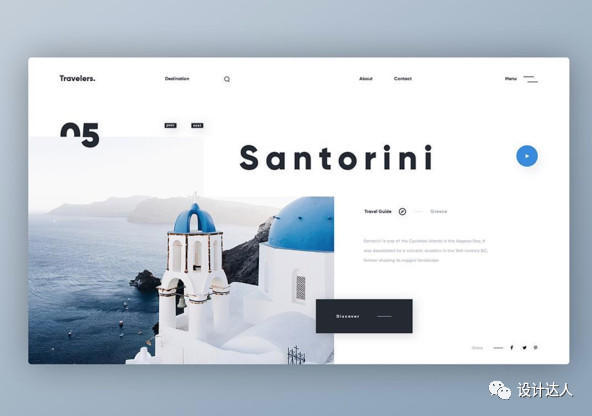 Travelers.
Destination
About
Contact
Menu
05
prev
next
Santorini
Travel Guide
Greece
Santorini is one of the Cyclades islands in the Aegean Sea. It
was devastated by a volcanic eruption in the 16th century BC,
forever shaping its rugged landscape.
Discover
Share
设计达人